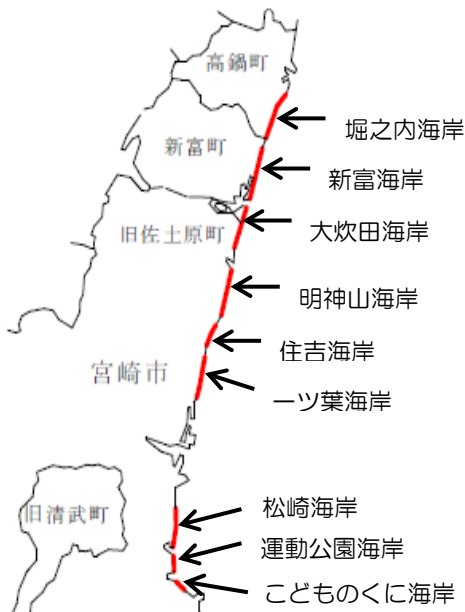 高鍋町
堀之内海岸
新富町
新富海岸
大炊田海岸
旧佐土原町
明神山海岸
住吉海岸
宮崎市
一ツ葉海岸
松崎海岸
旧清武町
運動公園海岸
こどものくに海岸